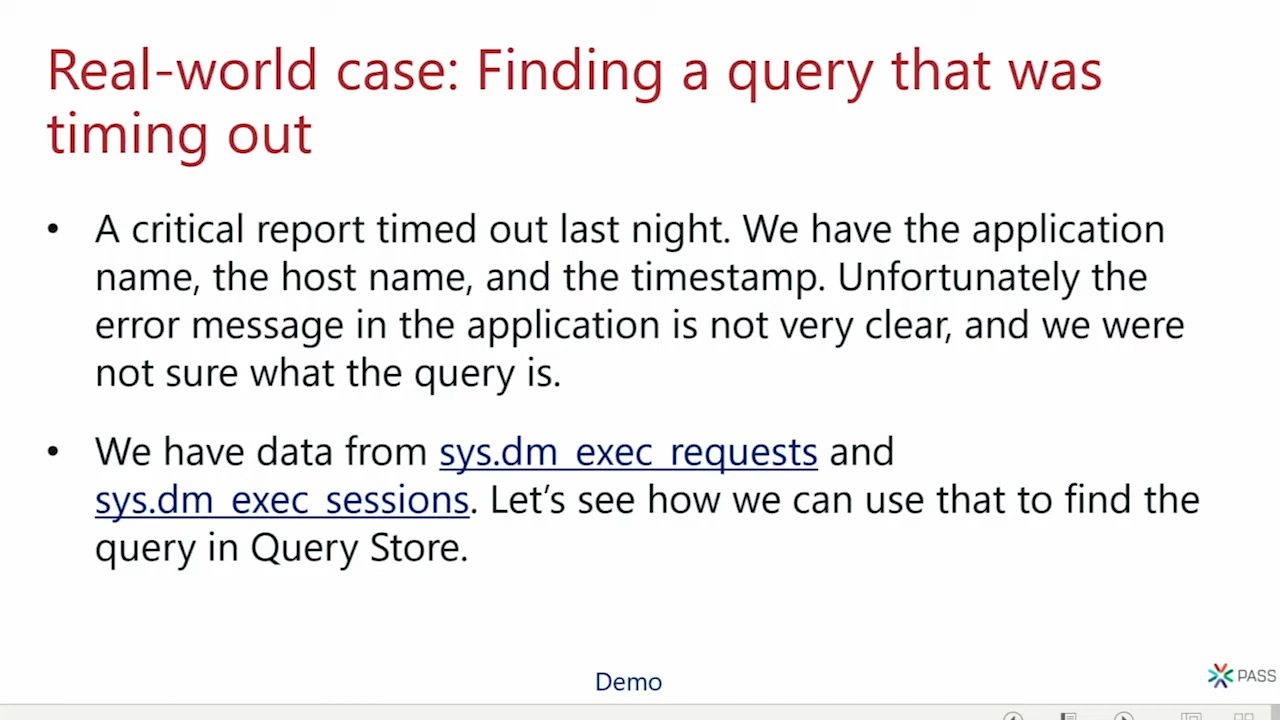 Real-world case: Finding a query that was
timing out
• A critical report timed out last night. We have the application
name, the host name, and the timestamp. Unfortunately the
error message in the application is not very clear, and we were
not sure what the query is.
• We have data from sys.dm_exec_requests and
sys.dm_exec_sessions. Let’s see how we can use that to find the
query in Query Store.
Demo
PASS